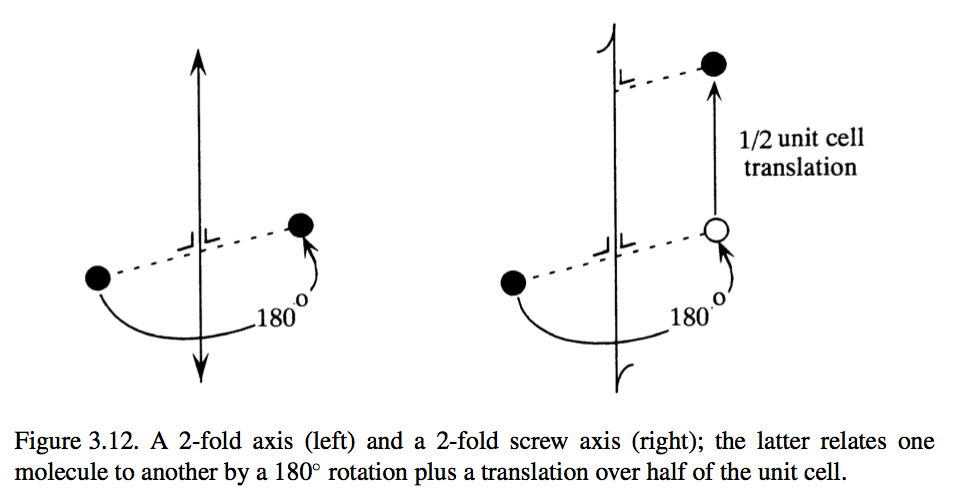 1/2 unit cell
translation
180°
180°
Figure 3.12. A 2-fold axis (left) and a 2-fold screw axis (right); the latter relates one
molecule to another by a 180° rotation plus a translation over half of the unit cell.